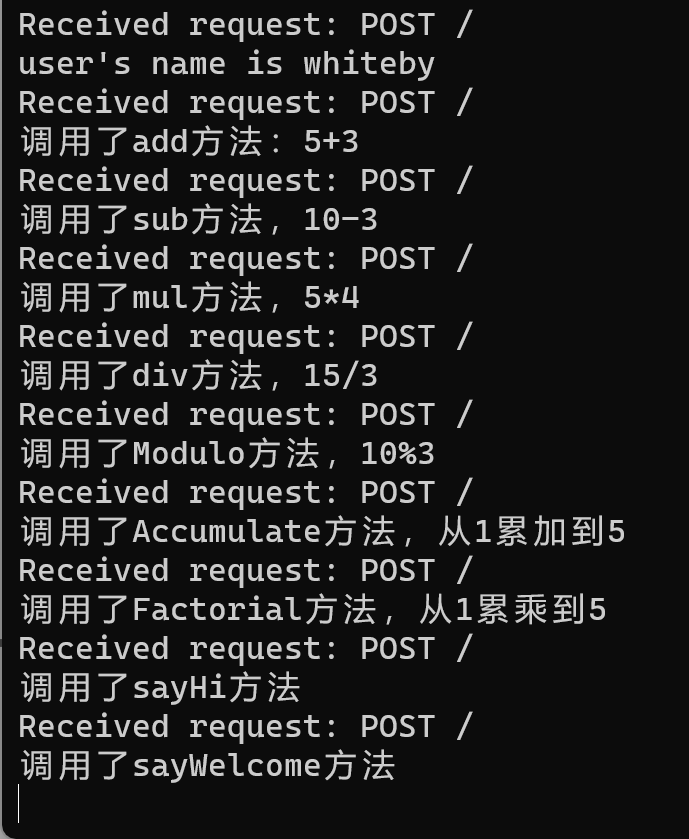 Received request: POST /
user's name is whiteby
Received request: POST /
调用了add方法：5+3
Received request: POST /
调用了sub方法，10-3
Received request: POST /
调用了mul方法，5*4
Received request: POST /
调用了div方法，15/3
Received request: POST /
调用了Modulo方法，10%3
Received request: POST /
调用了Accumulate方法，从1累加到5
Received request: POST /
调用了Factorial方法，从1累乘到5
Received request: POST /
调用了sayHi方法
Received request: POST /
调用了sayWelcome方法